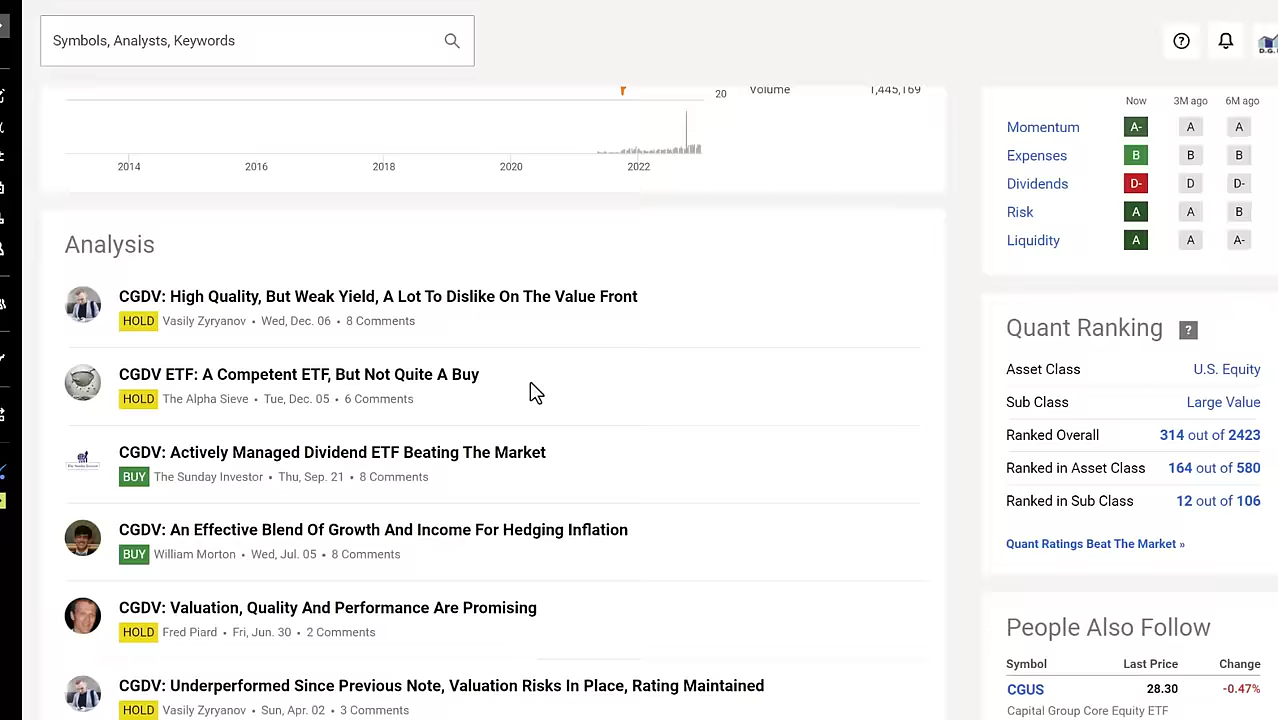 Symbols, Analysts, Keywords
20
Volume 1,445,169
2014 2016 2018 2020 2022
Now 3M ago 6M ago
Momentum A- A A
Expenses B B B
Dividends D- D D-
Risk A A B
Liquidity A A A-
Analysis
CGDV: High Quality, But Weak Yield, A Lot To Dislike On The Value Front
HOLD Vasily Zyryanov • Wed, Dec. 06 • 8 Comments
CGDV ETF: A Competent ETF, But Not Quite A Buy
HOLD The Alpha Sieve • Tue, Dec. 05 • 6 Comments
CGDV: Actively Managed Dividend ETF Beating The Market
BUY The Sunday Investor • Thu, Sep. 21 • 8 Comments
CGDV: An Effective Blend Of Growth And Income For Hedging Inflation
BUY William Morton • Wed, Jul. 05 • 8 Comments
CGDV: Valuation, Quality And Performance Are Promising
HOLD Fred Piard • Fri, Jun. 30 • 2 Comments
CGDV: Underperformed Since Previous Note, Valuation Risks In Place, Rating Maintained
HOLD Vasily Zyryanov • Sun, Apr. 02 • 3 Comments
Quant Ranking ?
Asset Class U.S. Equity
Sub Class Large Value
Ranked Overall 314 out of 2423
Ranked in Asset Class 164 out of 580
Ranked in Sub Class 12 out of 106
Quant Ratings Beat The Market »
People Also Follow
Symbol Last Price Change
CGUS 28.30 -0.47%
Capital Group Core Equity ETF